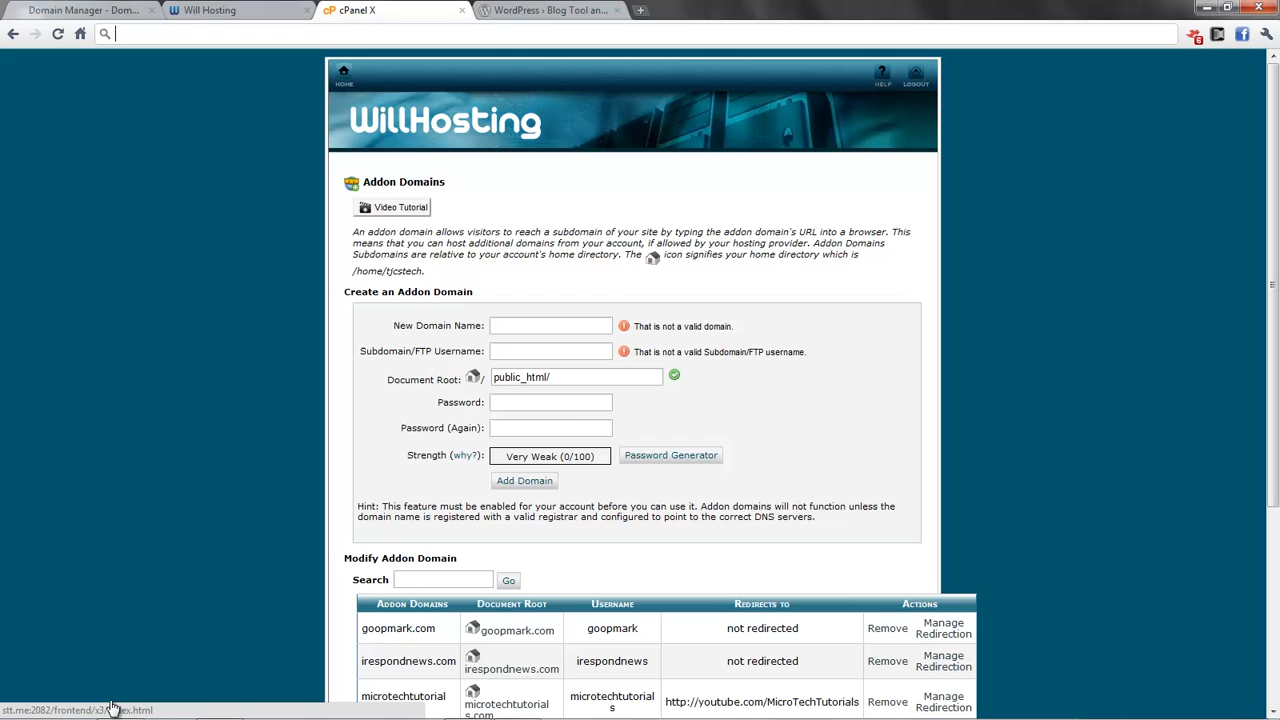 Domain Manager - Dom...
Will Hosting
cP cPanel X
WordPress › Blog Tool an...
6
HOME
HELP
LOGOUT
WillHosting
Addon Domains
Video Tutorial
An addon domain allows visitors to reach a subdomain of your site by typing the addon domain's URL into a browser. This
means that you can host additional domains from your account, if allowed by your hosting provider. Addon Domains
Subdomains are relative to your account's home directory. The icon signifies your home directory which is
/home/tjcstech.
Create an Addon Domain
New Domain Name: That is not a valid domain.
Subdomain/FTP Username: That is not a valid Subdomain/FTP username.
Document Root: / public_html/
Password:
Password (Again):
Strength (why?): Very Weak (0/100) Password Generator
Add Domain
Hint: This feature must be enabled for your account before you can use it. Addon domains will not function unless the
domain name is registered with a valid registrar and configured to point to the correct DNS servers.
Modify Addon Domain
Search Go
Addon Domains Document Root Username Redirects to Actions
goopmark.com goopmark.com goopmark not redirected Remove Manage
Redirection
irespondnews.com irespondnews.com irespondnews not redirected Remove Manage
Redirection
microtechtutorial microtechtutorials microtechtutorial http://youtube.com/MicroTechTutorials Remove Manage
s.com s Redirection
stt.me:2082/frontend/x3/index.html